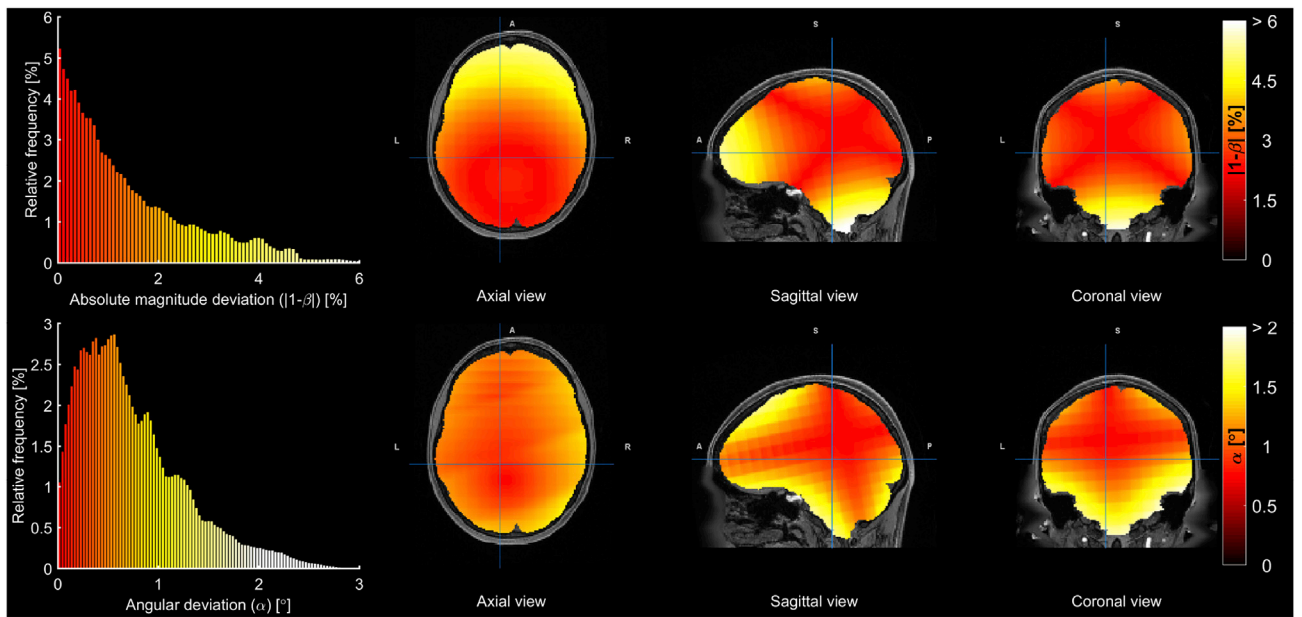 6
5
4
3
2
1
0
Relative frequency [%]
0 2 4 6
Absolute magnitude deviation (|1-β|) [%]
A
L R
Axial view
S
A P
Sagittal view
S
L R
Coronal view
> 6
4.5
3
1.5
0
|1-β| [%]
3
2.5
2
1.5
1
0.5
0
Relative frequency [%]
0 1 2 3
Angular deviation (α) [°]
A
L R
Axial view
S
A P
Sagittal view
S
L R
Coronal view
> 2
1.5
1
0.5
0
α [°]